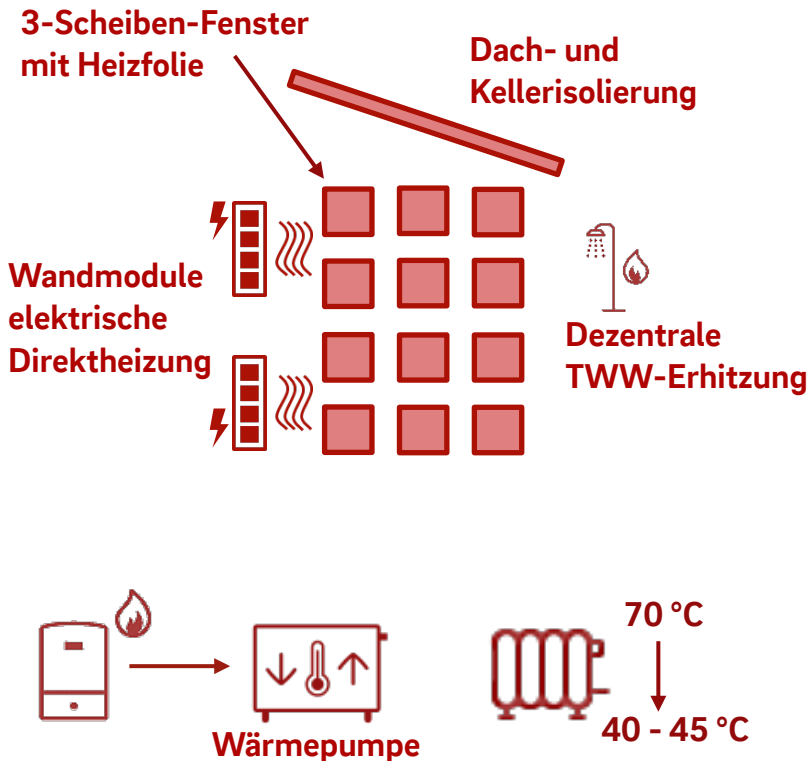 3-Scheiben-Fenster
mit Heizfolie
Dach- und
Kellerisolierung
Wandmodule
elektrische
Direktheizung
Dezentrale
TWW-Erhitzung
Wärmepumpe
70 °C
40 - 45 °C